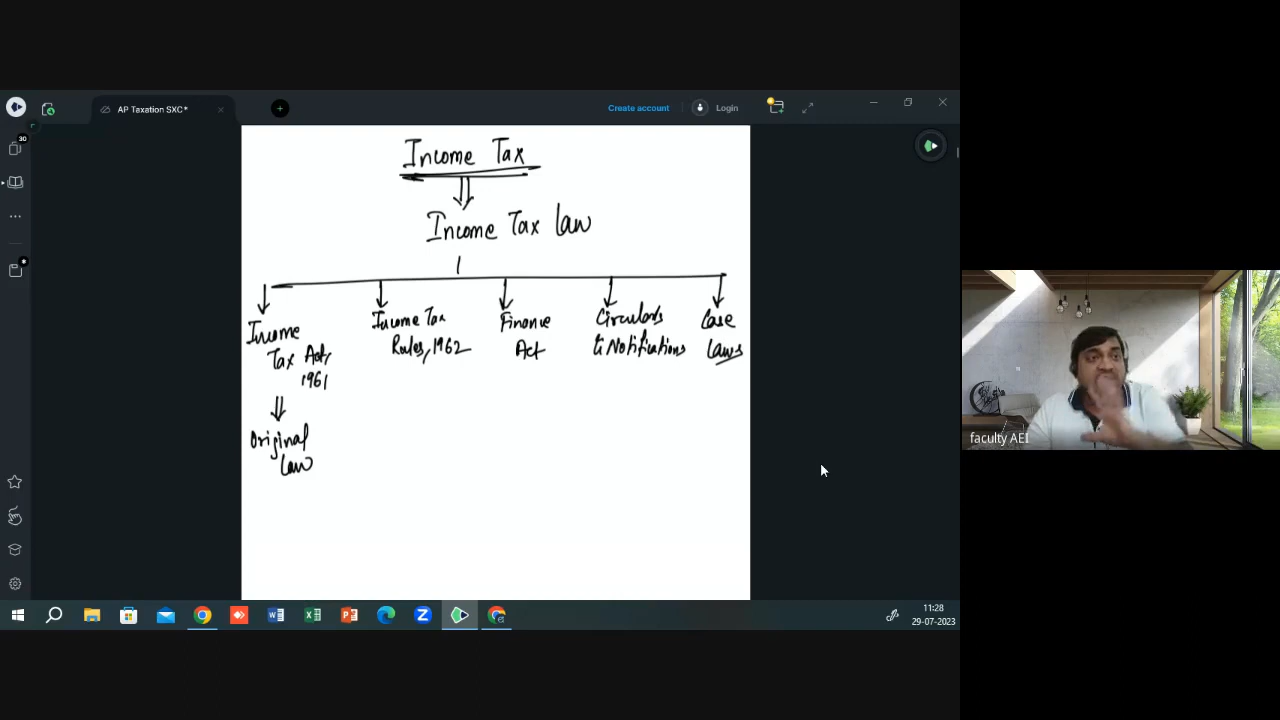 AP Taxation SXC*
Create account
Login
30
Income Tax
Income Tax Law
Income
Tax Act,
1961
Income Tax
Rules, 1962
Finance
Act
Circulars
& Notifications
Case
Laws
Original
Law
faculty AEI
11:28
29-07-2023